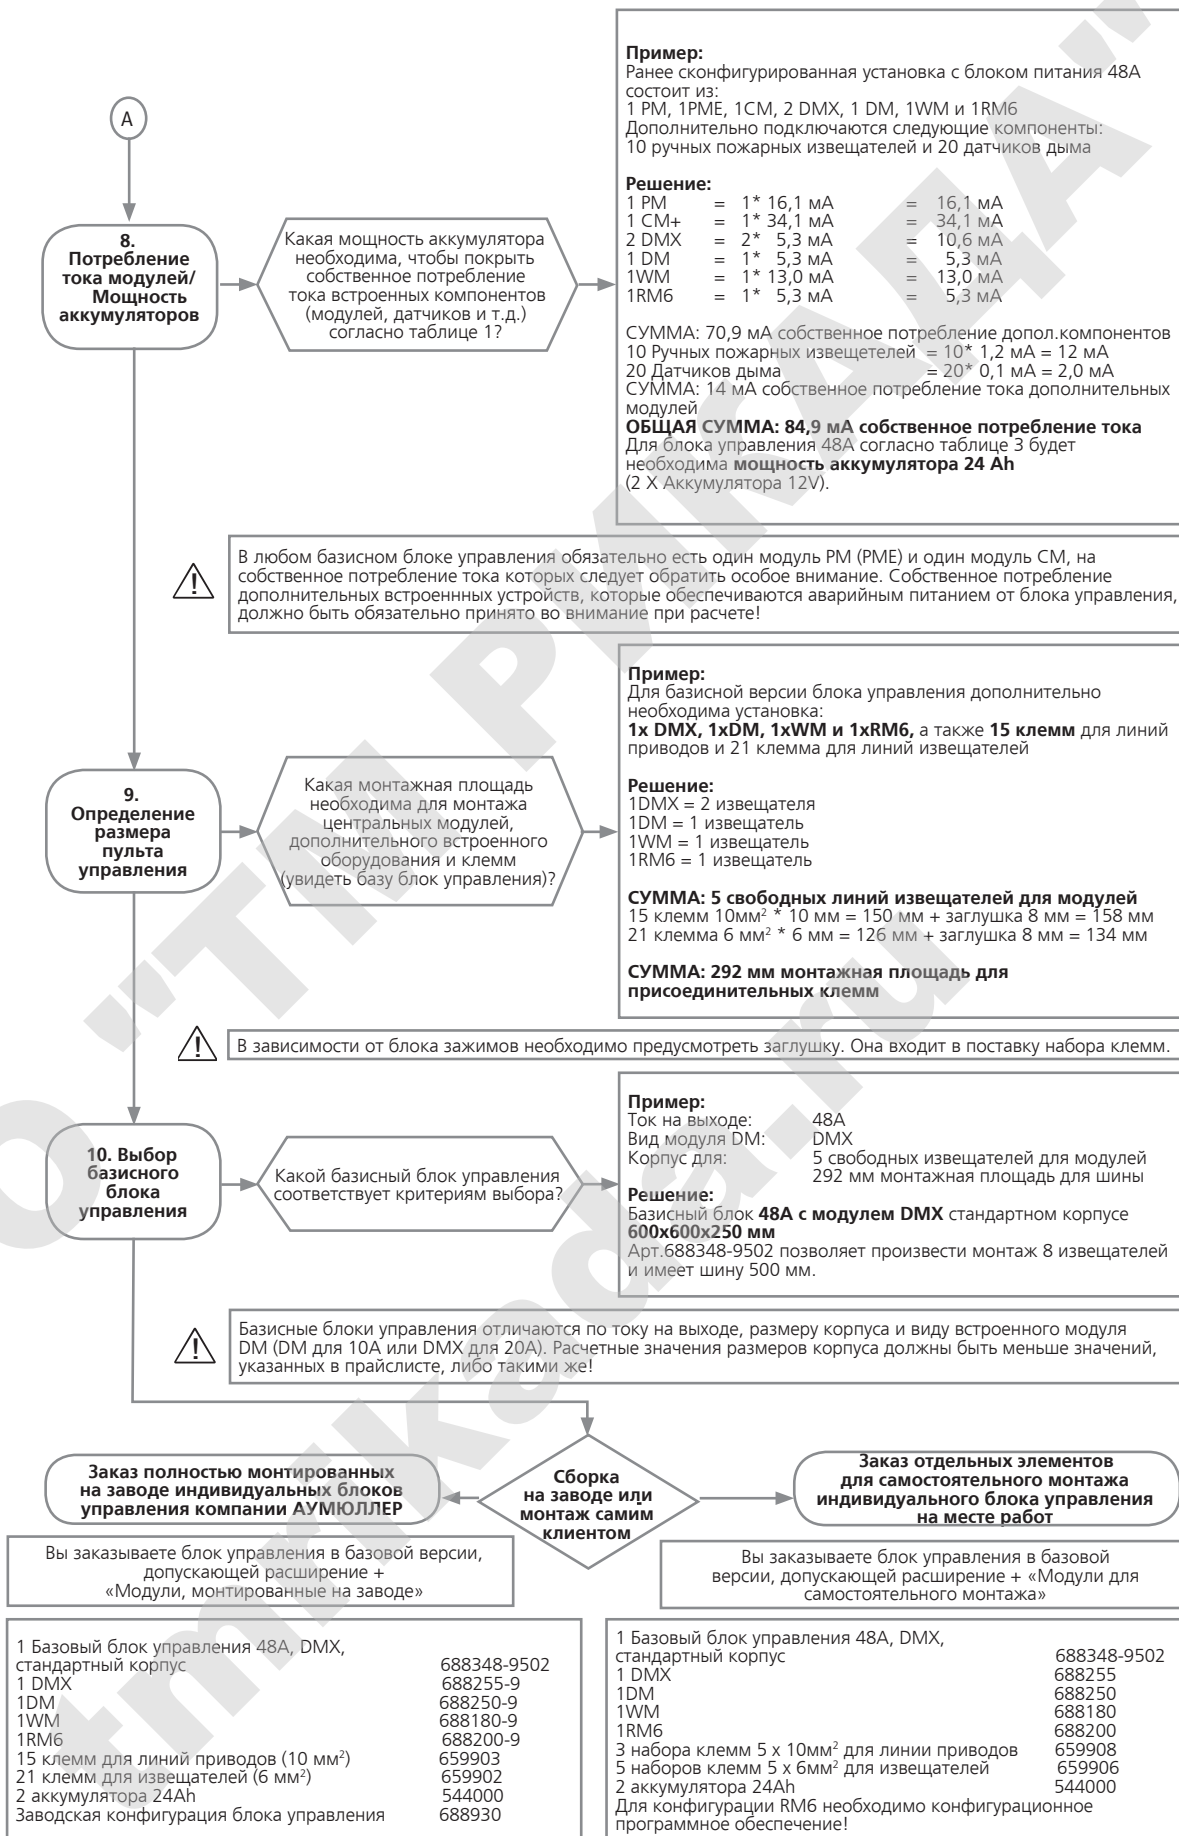 Пример:
Ранее сконфигурированная установка с блоком питания 48А
состоит из:
1 PM, 1PME, 1CM, 2 DMX, 1 DM, 1WM и 1RM6
Дополнительно подключаются следующие компоненты:
10 ручных пожарных извещателей и 20 датчиков дыма
Решение:
1 PM = 1* 16,1 мА = 16,1 мА
1 CM+ = 1* 34,1 мА = 34,1 мА
2 DMX = 2* 5,3 мА = 10,6 мА
1 DM = 1* 5,3 мА = 5,3 мА
1WM = 1* 13,0 мА = 13,0 мА
1RM6 = 1* 5,3 мА = 5,3 мА
СУММА: 70,9 мА собственное потребление допол.компонентов
10 Ручных пожарных извещетелей = 10* 1,2 мА = 12 мА
20 Датчиков дыма = 20* 0,1 мА = 2,0 мА
СУММА: 14 мА собственное потребление тока дополнительных
модулей
ОБЩАЯ СУММА: 84,9 мА собственное потребление тока
Для блока управления 48А согласно таблице 3 будет
необходима мощность аккумулятора 24 Ah
(2 X Аккумулятора 12V).
A
8.
Потребление
тока модулей/
Мощность
аккумуляторов
Какая мощность аккумулятора
необходима, чтобы покрыть
собственное потребление
тока встроенных компонентов
(модулей, датчиков и т.д.)
согласно таблице 1?
В любом базисном блоке управления обязательно есть один модуль PM (PME) и один модуль CM, на
собственное потребление тока которых следует обратить особое внимание. Собственное потребление
дополнительных встроеннных устройств, которые обеспечиваются аварийным питанием от блока управления,
должно быть обязательно принято во внимание при расчете!
9.
Определение
размера
пульта
управления
Какая монтажная площадь
необходима для монтажа
центральных модулей,
дополнительного встроенного
оборудования и клемм
(увидеть базу блок управления)?
Пример:
Для базисной версии блока управления дополнительно
необходима установка:
1x DMX, 1xDM, 1xWM и 1xRM6, а также 15 клемм для линий
приводов и 21 клемма для линий извещателей
Решение:
1DMX = 2 извещателя
1DM = 1 извещатель
1WM = 1 извещатель
1RM6 = 1 извещатель
СУММА: 5 свободных линий извещателей для модулей
15 клемм 10мм² * 10 мм = 150 мм + заглушка 8 мм = 158 мм
21 клемма 6 мм² * 6 мм = 126 мм + заглушка 8 мм = 134 мм
СУММА: 292 мм монтажная площадь для
присоединительных клемм
В зависимости от блока зажимов необходимо предусмотреть заглушку. Она входит в поставку набора клемм.
10. Выбор
базисного
блока
управления
Какой базисный блок управления
соответствует критериям выбора?
Пример:
Ток на выходе: 48А
Вид модуля DM: DMX
Корпус для: 5 свободных извещателей для модулей
292 мм монтажная площадь для шины
Решение:
Базисный блок 48А с модулем DMX стандартном корпусе
600x600x250 мм
Арт.688348-9502 позволяет произвести монтаж 8 извещателей
и имеет шину 500 мм.
Базисные блоки управления отличаются по току на выходе, размеру корпуса и виду встроенного модуля
DM (DM для 10А или DMX для 20А). Расчетные значения размеров корпуса должны быть меньше значений,
указанных в прайслисте, либо такими же!
Сборка
на заводе или
монтаж самим
клиентом
Заказ полностью монтированных
на заводе индивидуальных блоков
управления компании АУМЮЛЛЕР
Вы заказываете блок управления в базовой версии,
допускающей расширение +
«Модули, монтированные на заводе»
1 Базовый блок управления 48А, DMX,
стандартный корпус 688348-9502
1 DMX 688255-9
1DM 688250-9
1WM 688180-9
1RM6 688200-9
15 клемм для линий приводов (10 мм²) 659903
21 клемм для извещателей (6 мм²) 659902
2 аккумулятора 24Ah 544000
Заводская конфигурация блока управления 688930
Заказ отдельных элементов
для самостоятельного монтажа
индивидуального блока управления
на месте работ
Вы заказываете блок управления в базовой
версии, допускающей расширение + «Модули для
самостоятельного монтажа»
1 Базовый блок управления 48А, DMX,
стандартный корпус 688348-9502
1 DMX 688255
1DM 688250
1WM 688180
1RM6 688200
3 набора клемм 5 x 10мм² для линии приводов 659908
5 наборов клемм 5 x 6мм² для извещателей 659906
2 аккумулятора 24Ah 544000
Для конфигурации RM6 необходимо конфигурационное
программное обеспечение!
О "ТМ РИКАДА"
tmrikada.ru